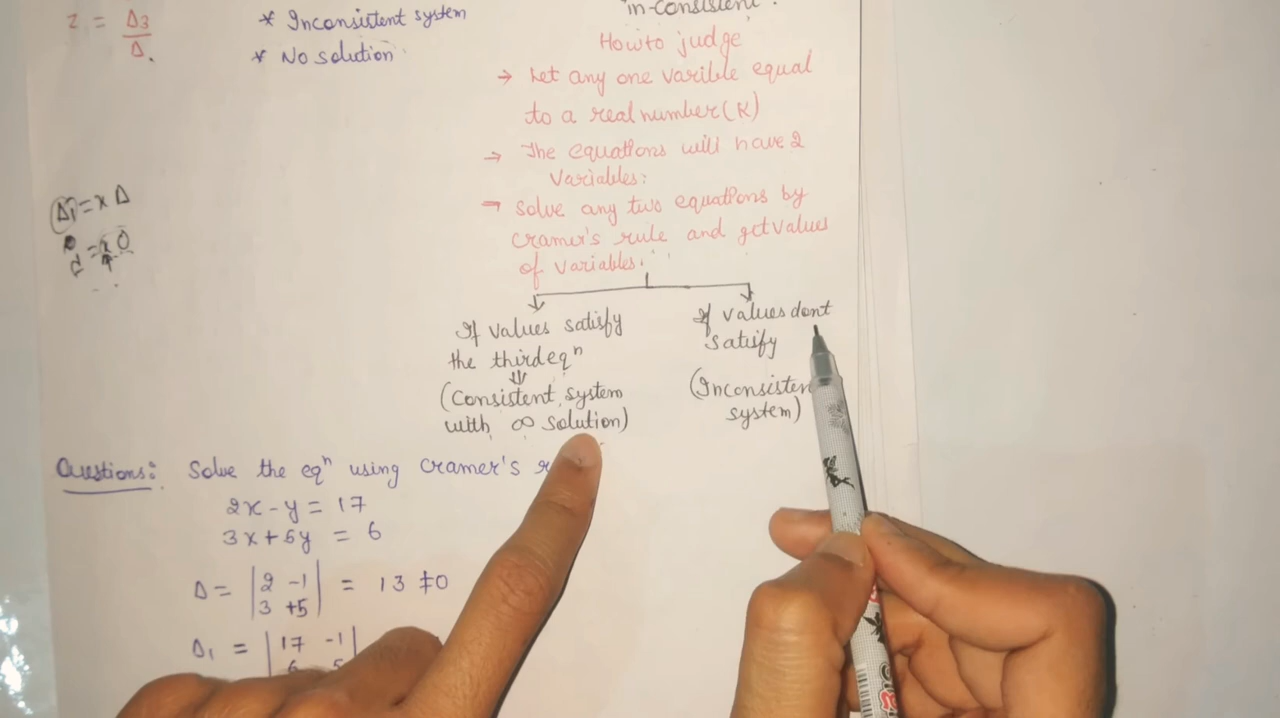 z = Δ3/Δ.
* Inconsistent system
* No solution
in-consistent.
How to judge
→ Let any one varible equal
to a real number(K)
→ The equations will have 2
variables:
→ Solve any two equations by
cramer's rule and get values
of variables.
If values satisfy
the third eqⁿ
⇓
(Consistent system
with ∞ solution)
If values dont
satisfy
(Inconsisten
system)
Δ1 = x Δ
Questions: Solve the eqⁿ using cramer's r
2x - y = 17
3x + 5y = 6
Δ = |2 -1| = 13 ≠0
|3 +5|
Δ1 = |17 -1|